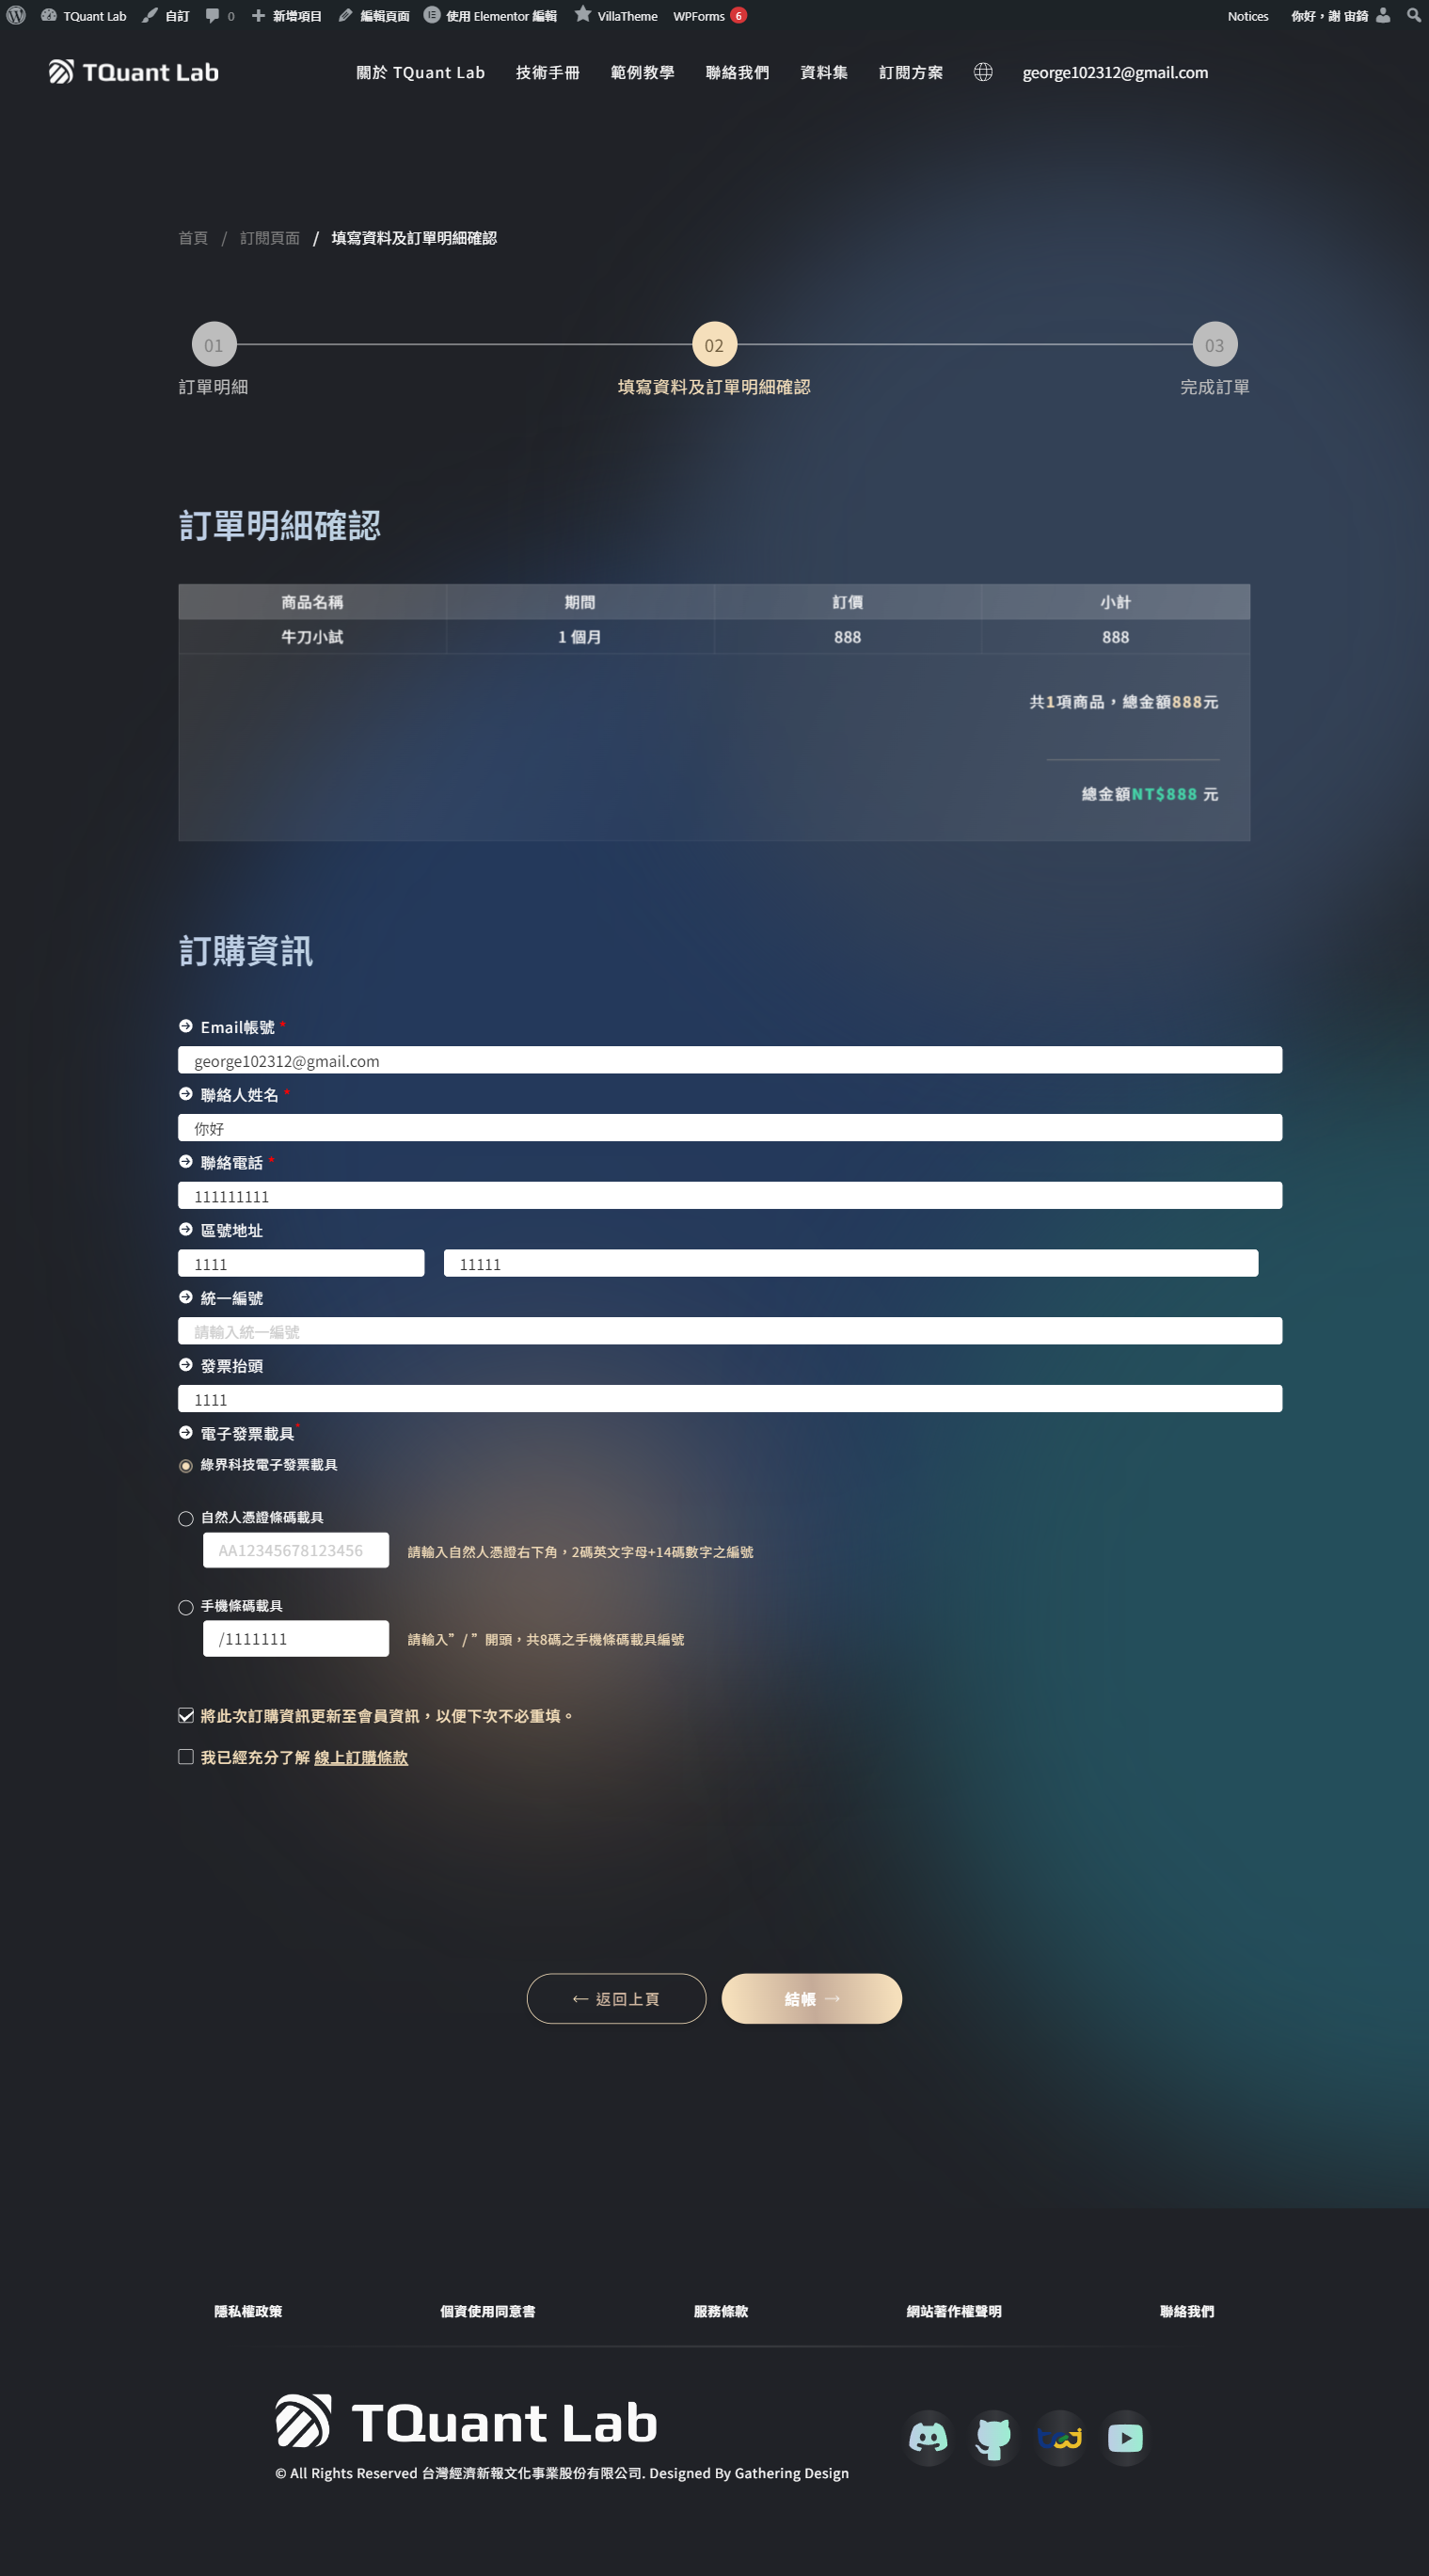 TQuant Lab 自訂 0 新增項目 編輯頁面 使用 Elementor 編輯 VillaTheme WPForms 6 Notices 你好，謝 宙錡
TQuant Lab 關於 TQuant Lab 技術手冊 範例教學 聯絡我們 資料集 訂閱方案 george102312@gmail.com
首頁 / 訂閱頁面 / 填寫資料及訂單明細確認
01 02 03
訂單明細 填寫資料及訂單明細確認 完成訂單
訂單明細確認
商品名稱 期間 訂價 小計
牛刀小試 1 個月 888 888
共1項商品，總金額888元
總金額NT$888 元
訂購資訊
Email帳號 *
george102312@gmail.com
聯絡人姓名 *
你好
聯絡電話 *
111111111
區號地址
1111 11111
統一編號
請輸入統一編號
發票抬頭
1111
電子發票載具*
綠界科技電子發票載具
自然人憑證條碼載具
AA12345678123456 請輸入自然人憑證右下角，2碼英文字母+14碼數字之編號
手機條碼載具
/1111111 請輸入”/”開頭，共8碼之手機條碼載具編號
將此次訂購資訊更新至會員資訊，以便下次不必重填。
我已經充分了解 線上訂購條款
← 返回上頁 結帳 →
隱私權政策 個資使用同意書 服務條款 網站著作權聲明 聯絡我們
TQuant Lab
tej
© All Rights Reserved 台灣經濟新報文化事業股份有限公司. Designed By Gathering Design